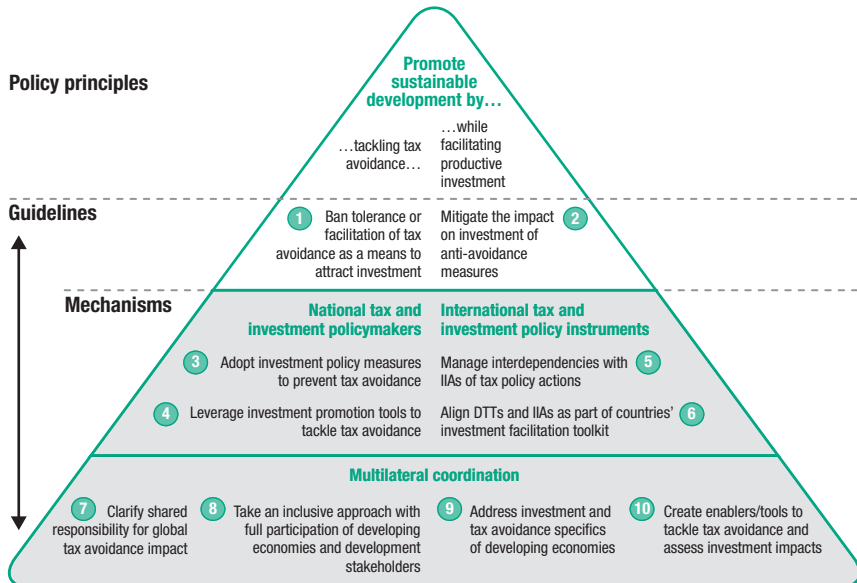 Policy principles
Promote
sustainable
development by…
…tackling tax
avoidance…
…while
facilitating
productive
investment
Guidelines
1
Ban tolerance or
facilitation of tax
avoidance as a means to
attract investment
Mitigate the impact
on investment of
anti-avoidance
measures
2
Mechanisms
National tax and
investment policymakers
International tax and
investment policy instruments
3
Adopt investment policy measures
to prevent tax avoidance
Manage interdependencies with
IIAs of tax policy actions
5
4
Leverage investment promotion tools to
tackle tax avoidance
Align DTTs and IIAs as part of countries’
investment facilitation toolkit
6
Multilateral coordination
7
Clarify shared
responsibility for global
tax avoidance impact
8
Take an inclusive approach with
full participation of developing
economies and development
stakeholders
9
Address investment and
tax avoidance specifics
of developing economies
10
Create enablers/tools to
tackle tax avoidance and
assess investment impacts